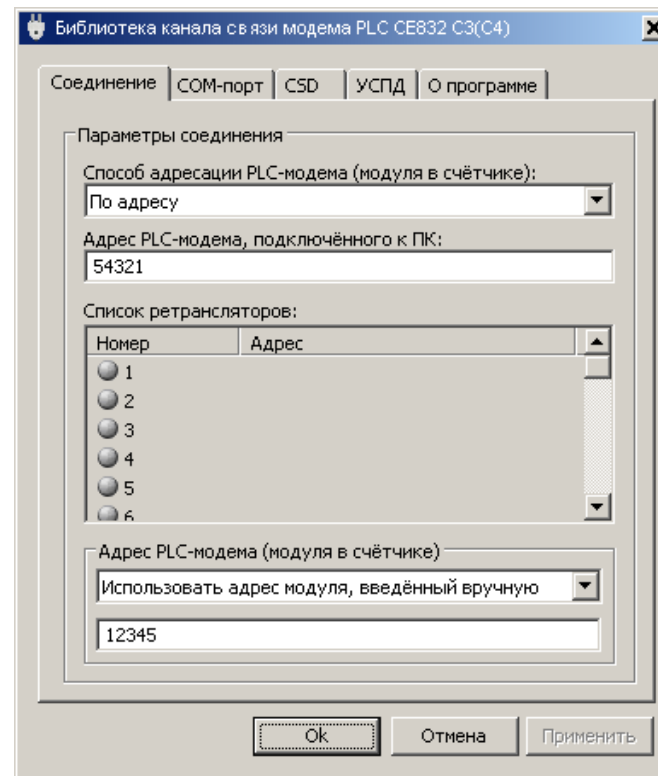 Библиотека канала связи модема PLC CE832 C3(C4)
Соединение COM-порт CSD УСПД О программе
Параметры соединения
Способ адресации PLC-модема (модуля в счётчике):
По адресу
Адрес PLC-модема, подключённого к ПК:
54321
Список ретрансляторов:
Номер Адрес
1
2
3
4
5
6
Адрес PLC-модема (модуля в счётчике)
Использовать адрес модуля, введённый вручную
12345
Ok Отмена Применить